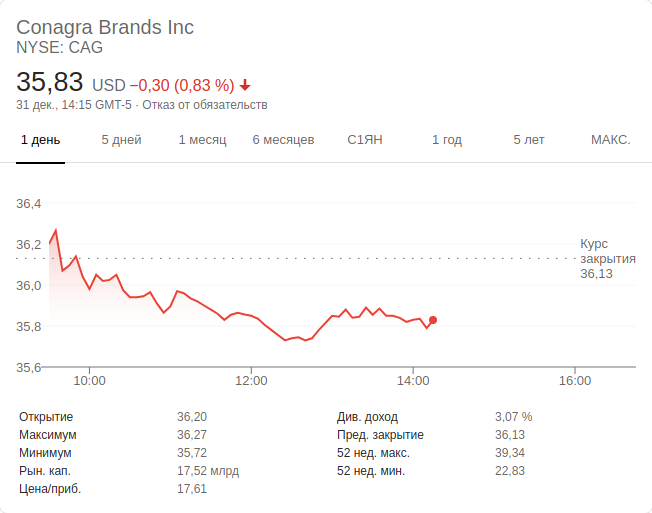 Conagra Brands Inc
NYSE: CAG
35,83 USD −0,30 (0,83 %)
31 дек., 14:15 GMT-5 · Отказ от обязательств
1 день 5 дней 1 месяц 6 месяцев С1ЯН 1 год 5 лет МАКС.
36,4
36,2
36,0
35,8
35,6
Курс
закрытия
36,13
10:00 12:00 14:00 16:00
Открытие 36,20 Див. доход 3,07 %
Максимум 36,27 Пред. закрытие 36,13
Минимум 35,72 52 нед. макс. 39,34
Рын. кап. 17,52 млрд 52 нед. мин. 22,83
Цена/приб. 17,61